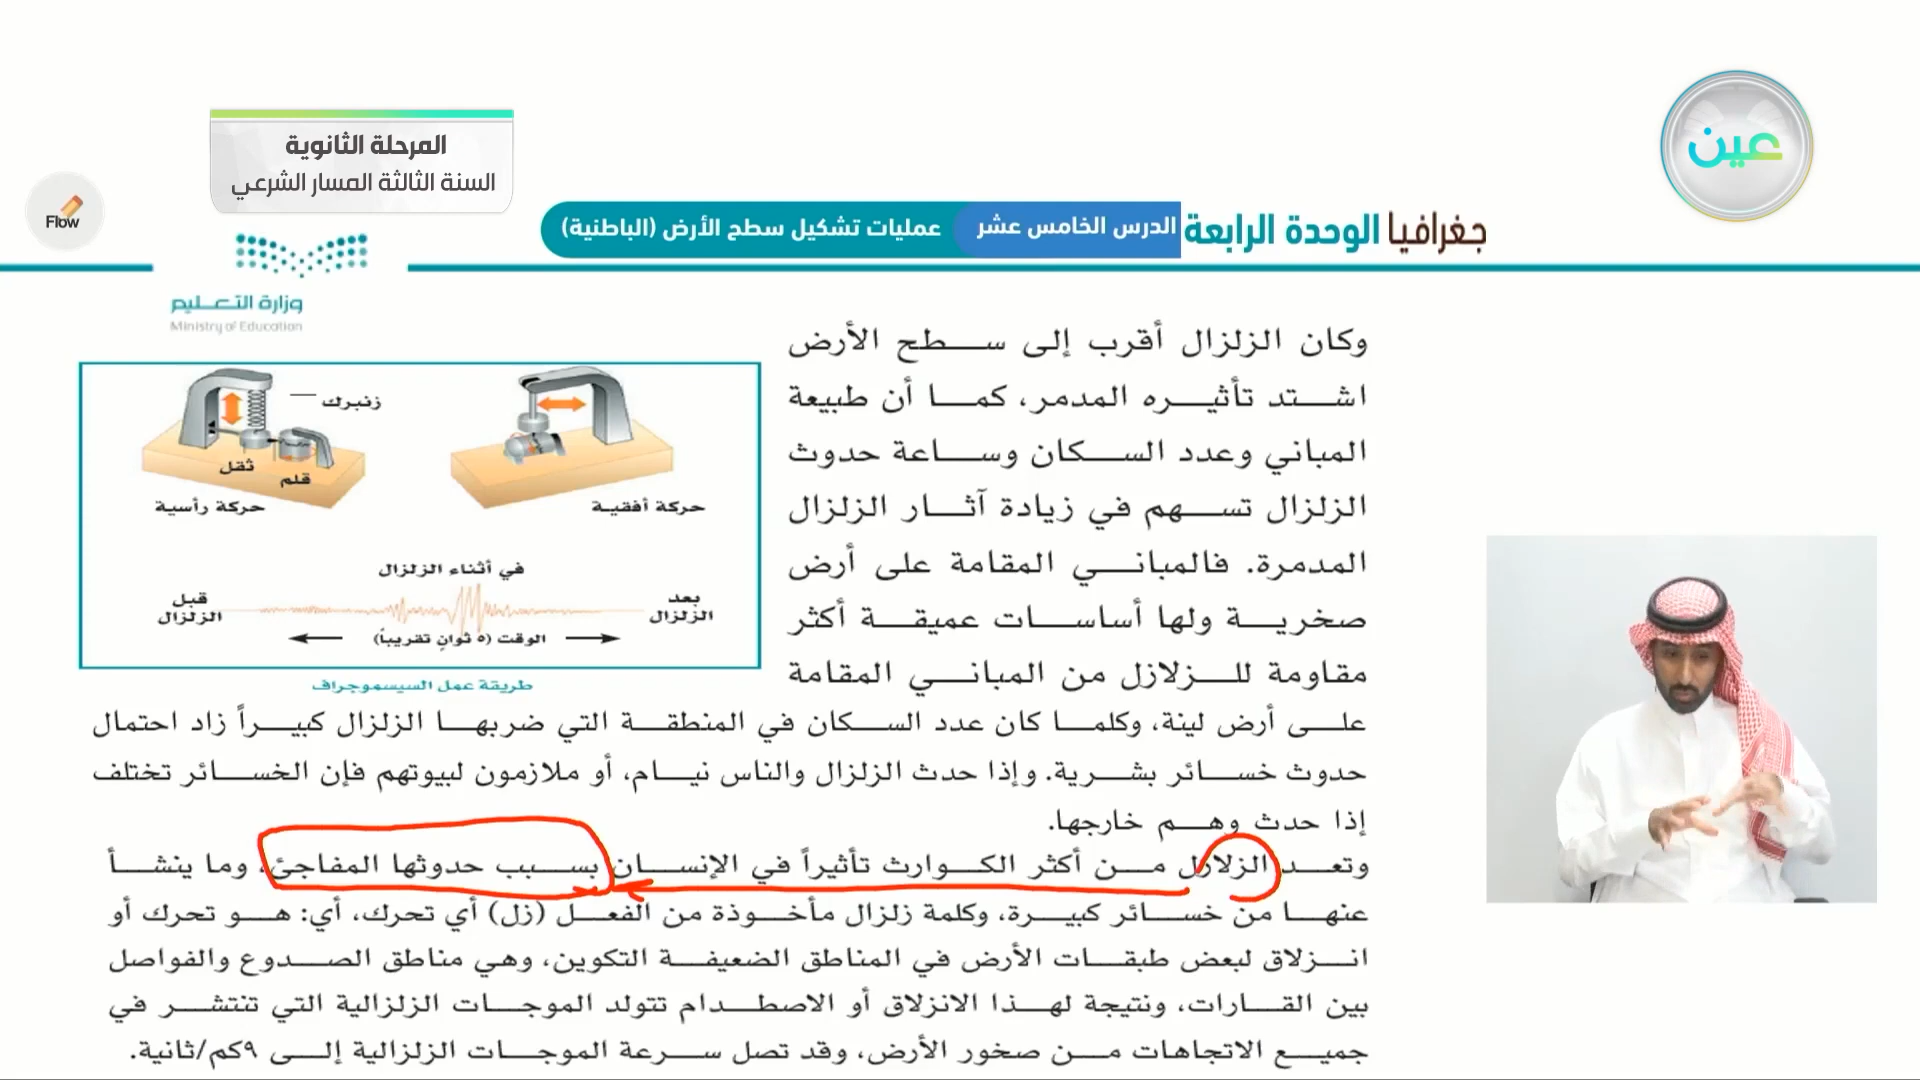 عين
المرحلة الثانوية
السنة الثالثة المسار الشرعي
Flow
جغرافيا الوحدة الرابعة الدرس الخامس عشر عمليات تشكيل سطح الأرض (الباطنية)
وزارة التعليم
Ministry of Education
وكان الزلزال أقرب إلى سطح الأرض
اشتد تأثيره المدمر، كما أن طبيعة
المباني وعدد السكان وساعة حدوث
الزلزال تسهم في زيادة آثار الزلزال
المدمرة. فالمباني المقامة على أرض
صخرية ولها أساسات عميقة أكثر
مقاومة للزلازل من المباني المقامة
على أرض لينة، وكلما كان عدد السكان في المنطقة التي ضربها الزلزال كبيراً زاد احتمال
حدوث خسائر بشرية. وإذا حدث الزلزال والناس نيام، أو ملازمون لبيوتهم فإن الخسائر تختلف
إذا حدث وهم خارجها.
وتعد الزلازل من أكثر الكوارث تأثيراً في الإنسان بسبب حدوثها المفاجئ، وما ينشأ
عنها من خسائر كبيرة، وكلمة زلزال مأخوذة من الفعل (زل) أي تحرك، أي: هو تحرك أو
انزلاق لبعض طبقات الأرض في المناطق الضعيفة التكوين، وهي مناطق الصدوع والفواصل
بين القارات، ونتيجة لهذا الانزلاق أو الاصطدام تتولد الموجات الزلزالية التي تنتشر في
جميع الاتجاهات من صخور الأرض، وقد تصل سرعة الموجات الزلزالية إلى ٩كم/ثانية.
زنبرك
ثقل
قلم
حركة أفقية
حركة رأسية
في أثناء الزلزال
بعد
الزلزال
قبل
الزلزال
الوقت (٥ ثوانٍ تقريباً)
طريقة عمل السيسموجراف